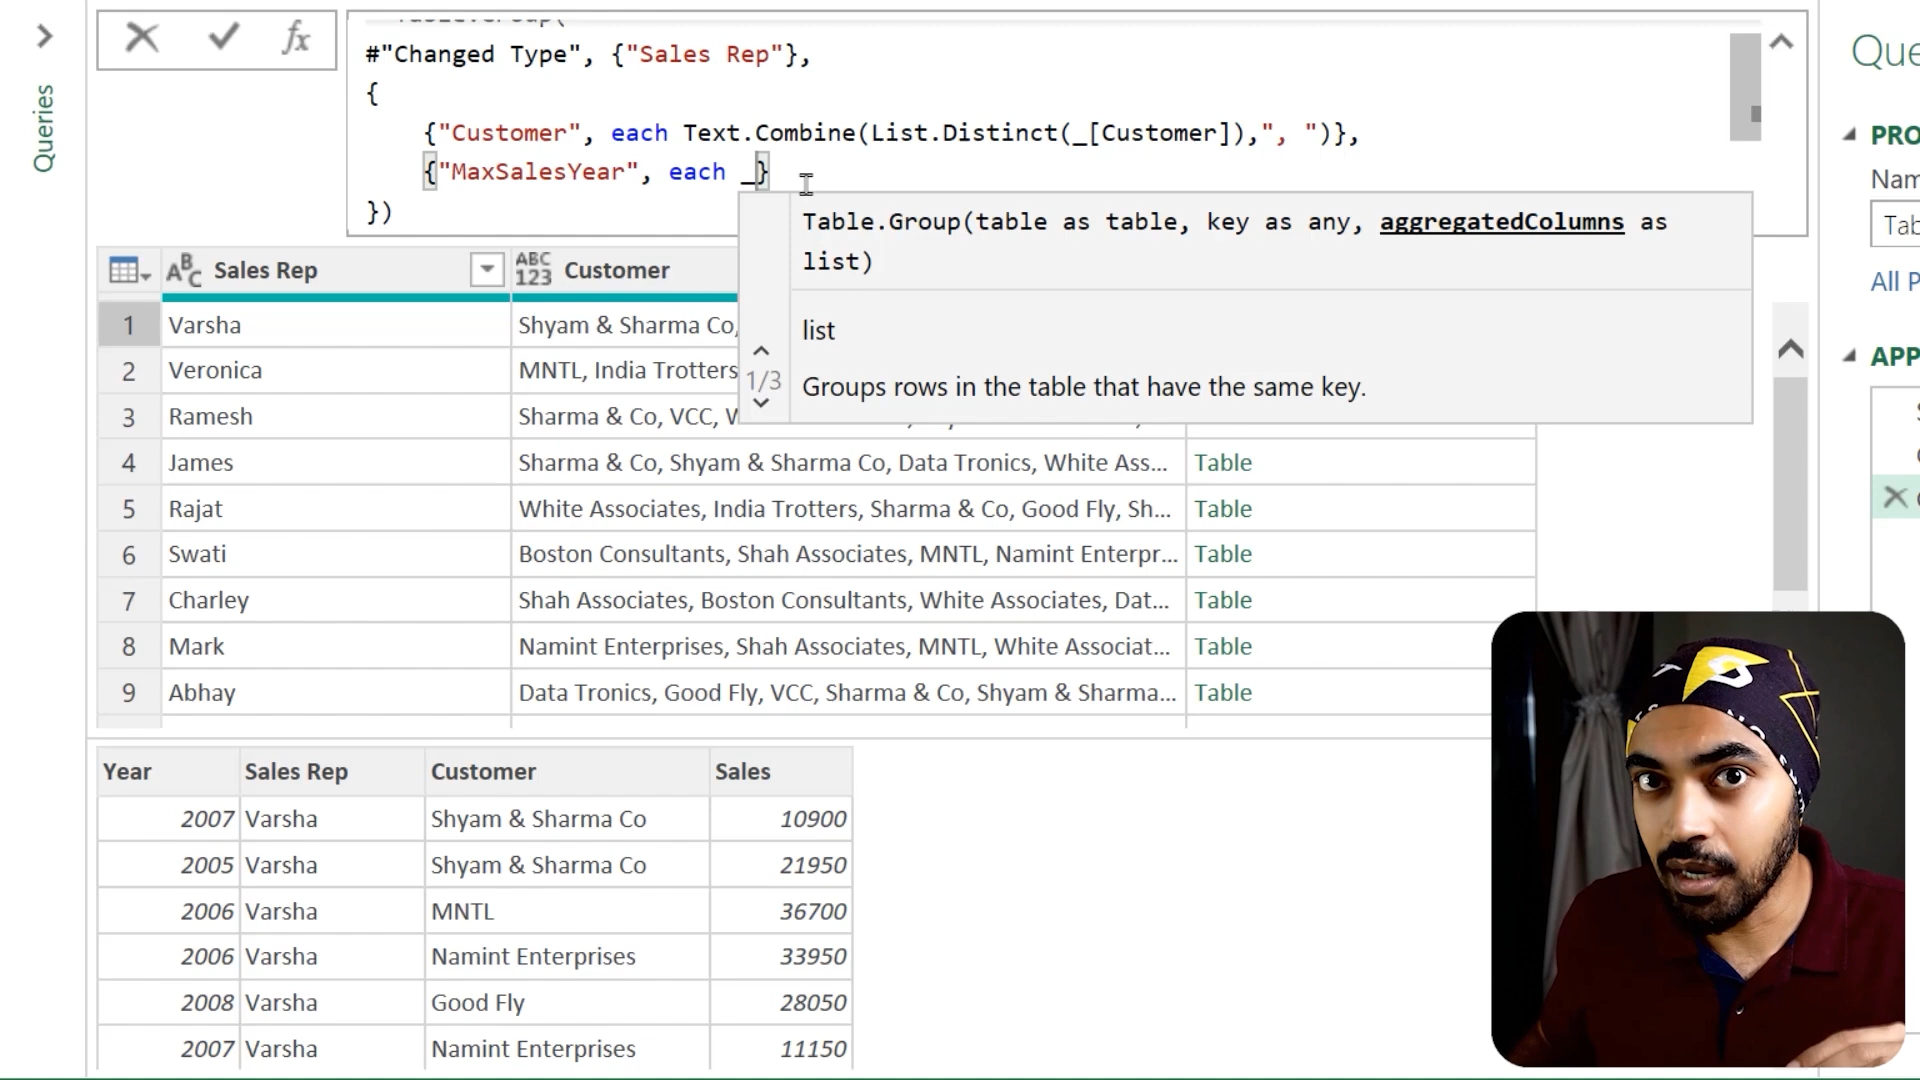 #"Changed Type", {"Sales Rep"},
{
{"Customer", each Text.Combine(List.Distinct(_[Customer]),", ")},
{"MaxSalesYear", each _}
})
Queries
fx
Table.Group(table as table, key as any, aggregatedColumns as
list)
list
1/3
Groups rows in the table that have the same key.
ABC Sales Rep ABC 123 Customer
1 Varsha Shyam & Sharma Co,
2 Veronica MNTL, India Trotters
3 Ramesh Sharma & Co, VCC, W
4 James Sharma & Co, Shyam & Sharma Co, Data Tronics, White Ass... Table
5 Rajat White Associates, India Trotters, Sharma & Co, Good Fly, Sh... Table
6 Swati Boston Consultants, Shah Associates, MNTL, Namint Enterpr... Table
7 Charley Shah Associates, Boston Consultants, White Associates, Dat... Table
8 Mark Namint Enterprises, Shah Associates, MNTL, White Associat... Table
9 Abhay Data Tronics, Good Fly, VCC, Sharma & Co, Shyam & Sharma... Table
Year Sales Rep Customer Sales
2007 Varsha Shyam & Sharma Co 10900
2005 Varsha Shyam & Sharma Co 21950
2006 Varsha MNTL 36700
2006 Varsha Namint Enterprises 33950
2008 Varsha Good Fly 28050
2007 Varsha Namint Enterprises 11150
Que
PRO
Nam
Tab
All P
APP